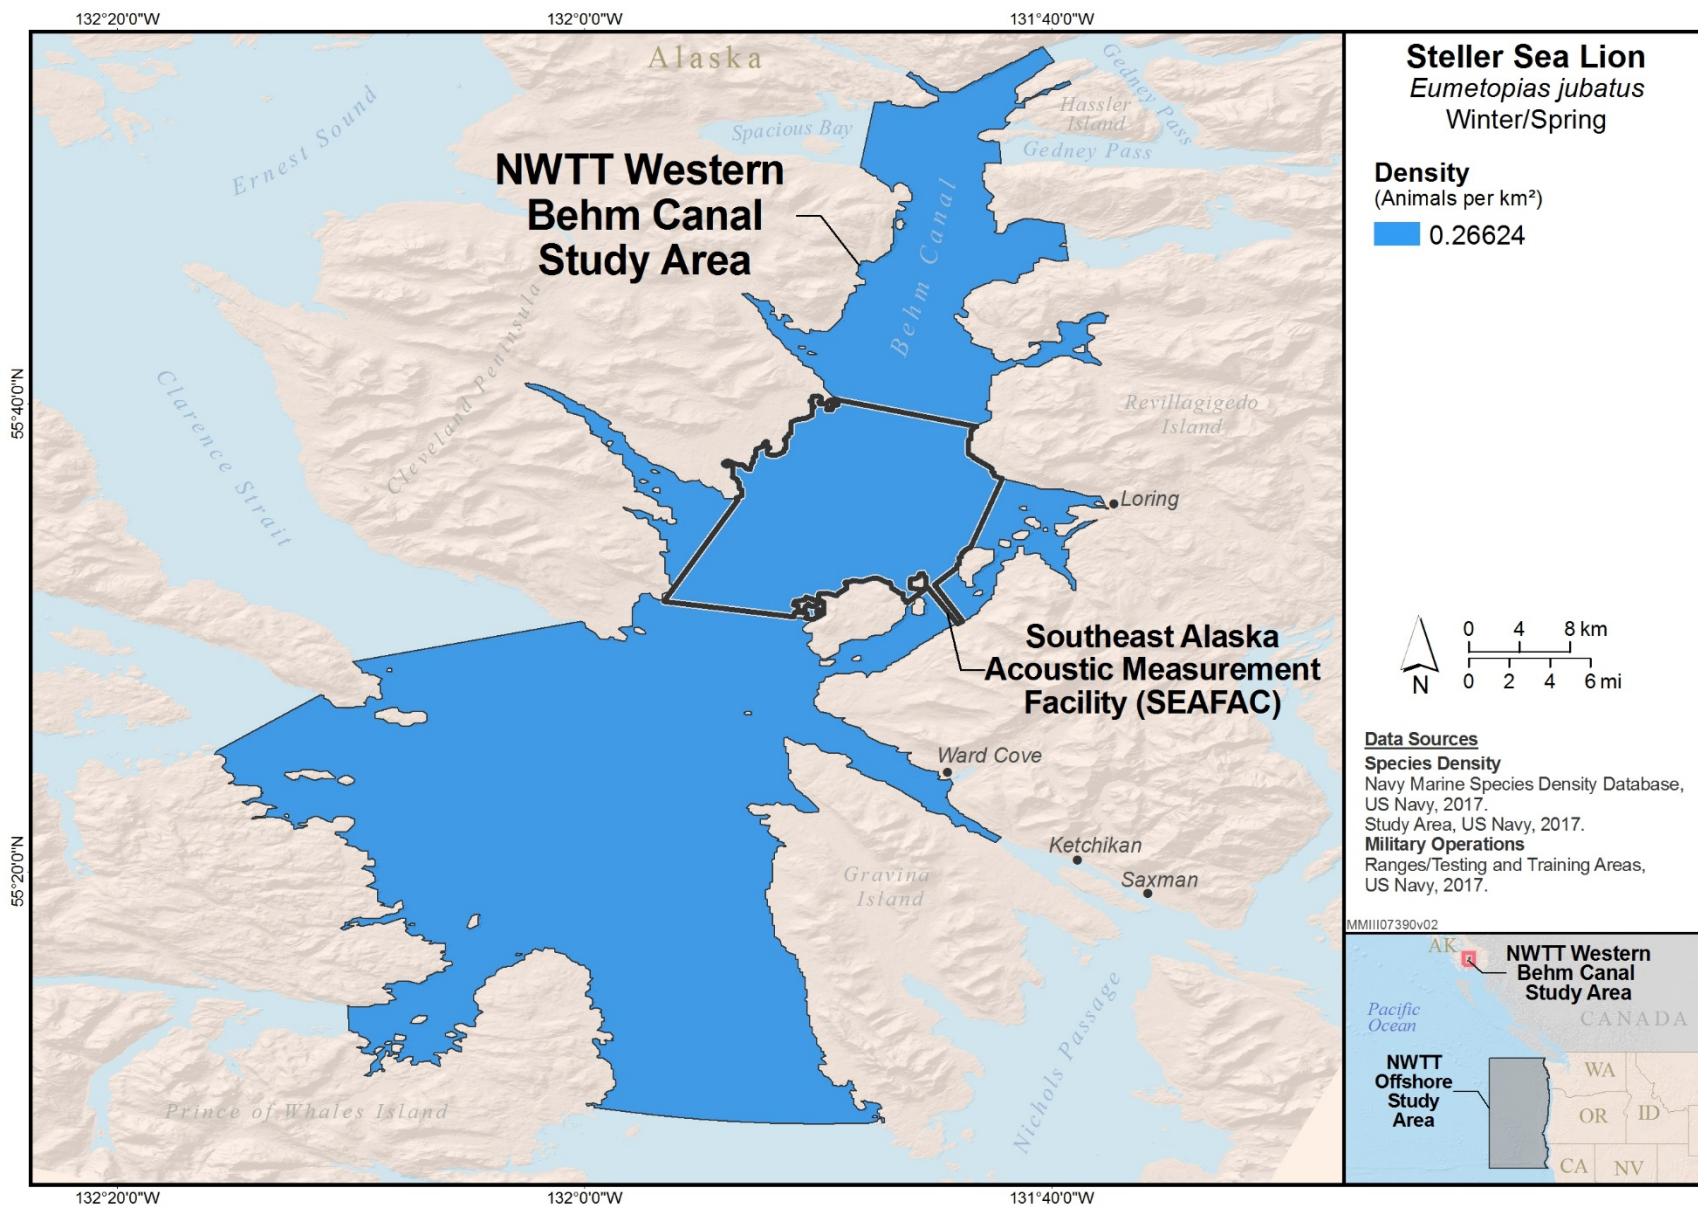 132°20'0"W
132°0'0"W
131°40'0"W
Alaska
Ernest Sound
Spacious Bay
Gedney Pass
Hassler
Island
Gedney Pass
NWTT Western
Behm Canal
Study Area
Behm Canal
Cleveland Peninsula
Clarence Strait
55°40'0"N
Revillagigedo
Island
Loring
Southeast Alaska
Acoustic Measurement
Facility (SEAFAC)
Ward Cove
Ketchikan
Saxman
Gravina
Island
55°20'0"N
Nichols Passage
Prince of Whales Island
132°20'0"W
132°0'0"W
131°40'0"W
Steller Sea Lion
Eumetopias jubatus
Winter/Spring
Density
(Animals per km²)
0.26624
N
0 4 8 km
0 2 4 6 mi
Data Sources
Species Density
Navy Marine Species Density Database,
US Navy, 2017.
Study Area, US Navy, 2017.
Military Operations
Ranges/Testing and Training Areas,
US Navy, 2017.
MMIII07390v02
AK
NWTT Western
Behm Canal
Study Area
Pacific
Ocean
CANADA
NWTT
Offshore
Study
Area
WA
OR
ID
CA
NV